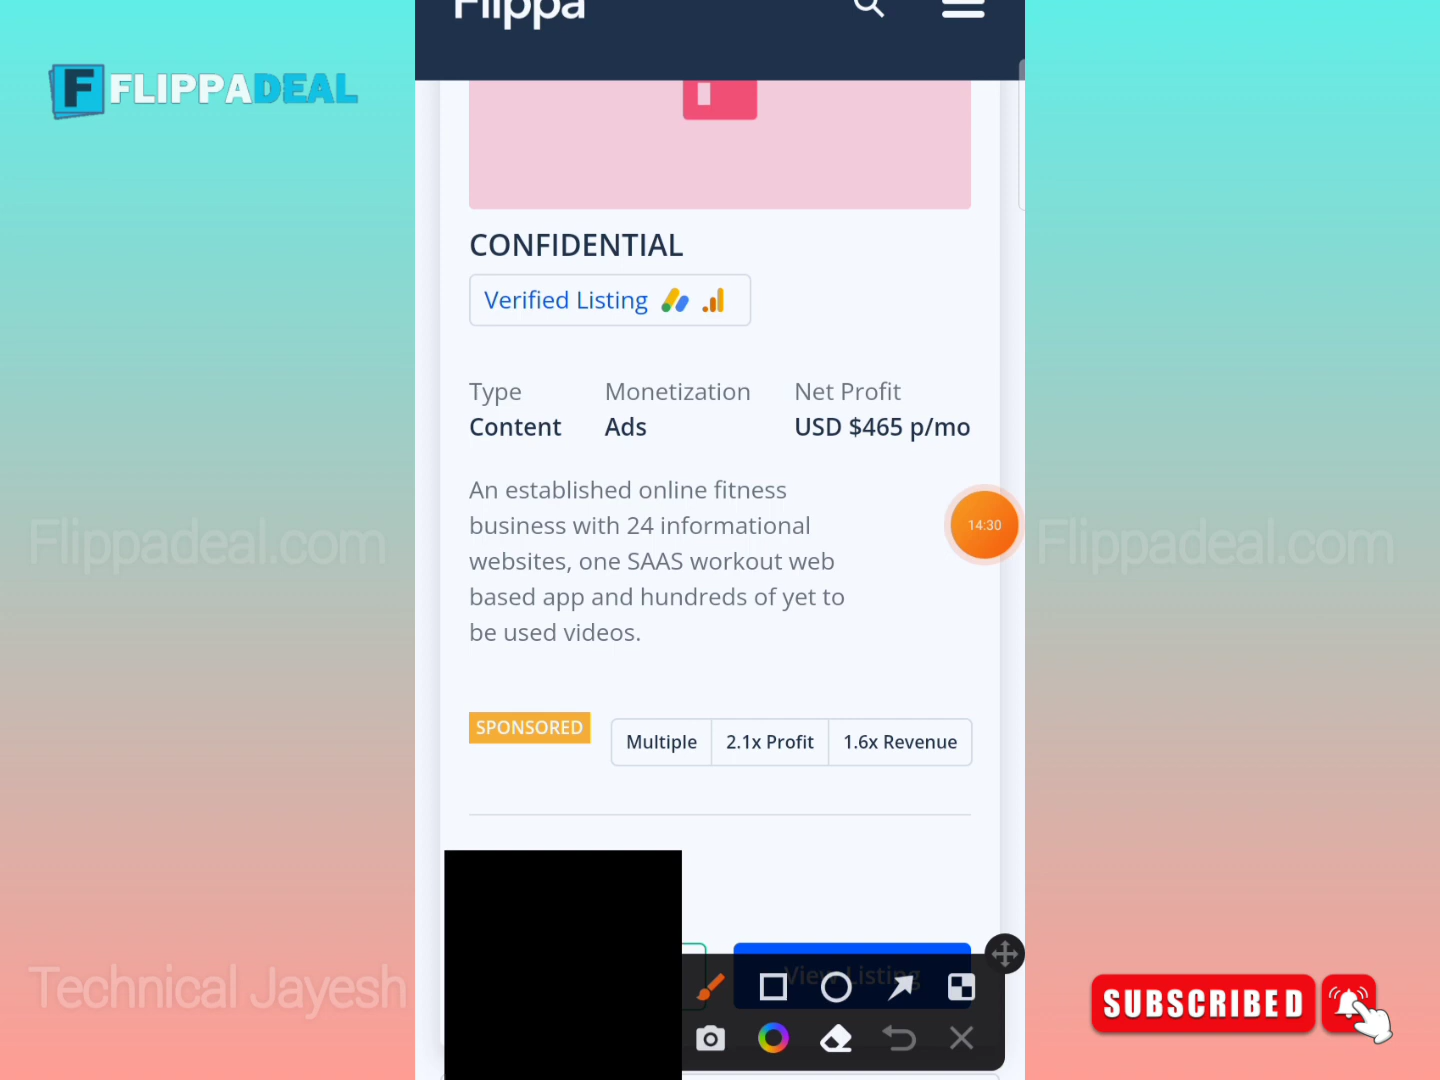 Flippa
FLIPPADEAL
CONFIDENTIAL
Verified Listing
Type Monetization Net Profit
Content Ads USD $465 p/mo
An established online fitness
business with 24 informational
websites, one SAAS workout web
based app and hundreds of yet to
be used videos.
14:30
Flippadeal.com
Flippadeal.com
SPONSORED
Multiple 2.1x Profit 1.6x Revenue
View Listing
Technical Jayesh
SUBSCRIBED